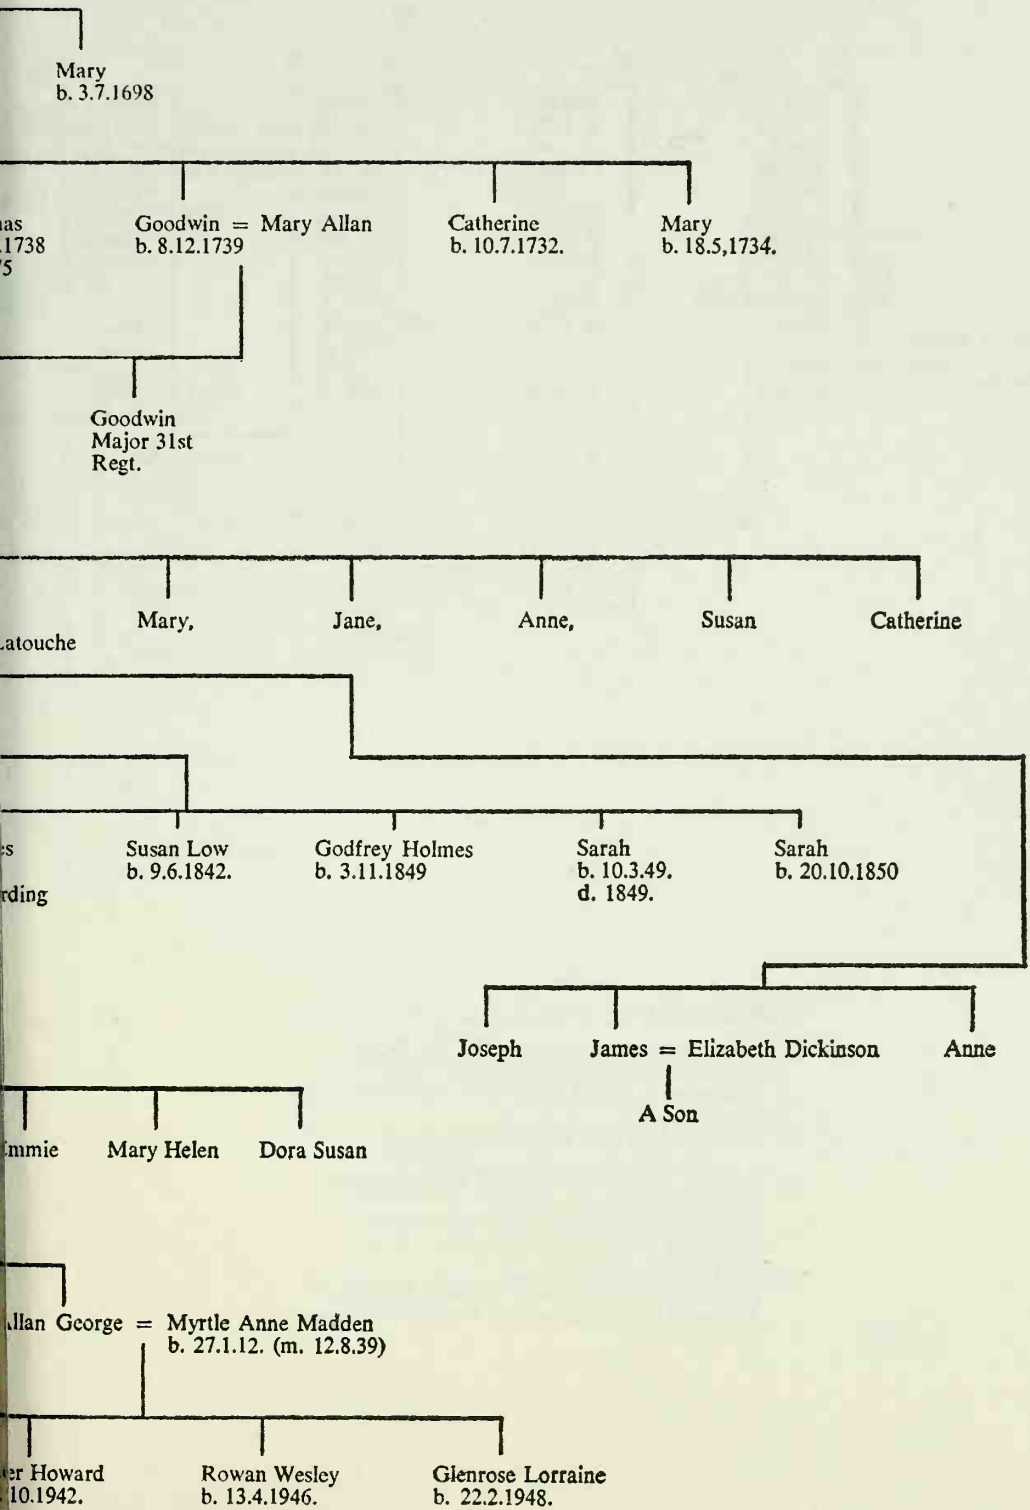 Mary
b. 3.7.1698
Goodwin = Mary Allan
b. 8.12.1739
Catherine
b. 10.7.1732.
Mary
b. 18.5,1734.
1738
Goodwin
Major 31st
Regt.
Mary,
Jane,
Anne,
Susan
Catherine
atouche
Susan Low
b. 9.6.1842.
Godfrey Holmes
b. 3.11.1849
Sarah
b. 10.3.49.
d. 1849.
Sarah
b. 20.10.1850
rding
Joseph
James = Elizabeth Dickinson
Anne
A Son
mmie
Mary Helen
Dora Susan
llan George = Myrtle Anne Madden
b. 27.1.12. (m. 12.8.39)
er Howard
10.1942.
Rowan Wesley
b. 13.4.1946.
Glenrose Lorraine
b. 22.2.1948.